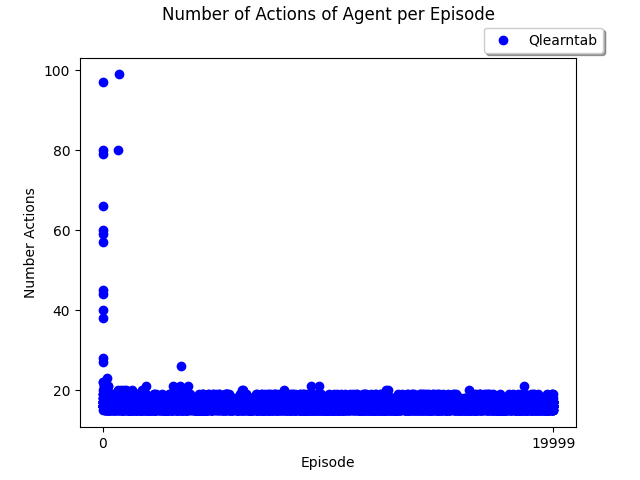 Number of Actions of Agent per Episode
Qlearntab
100
80
60
40
20
Number Actions
0
19999
Episode